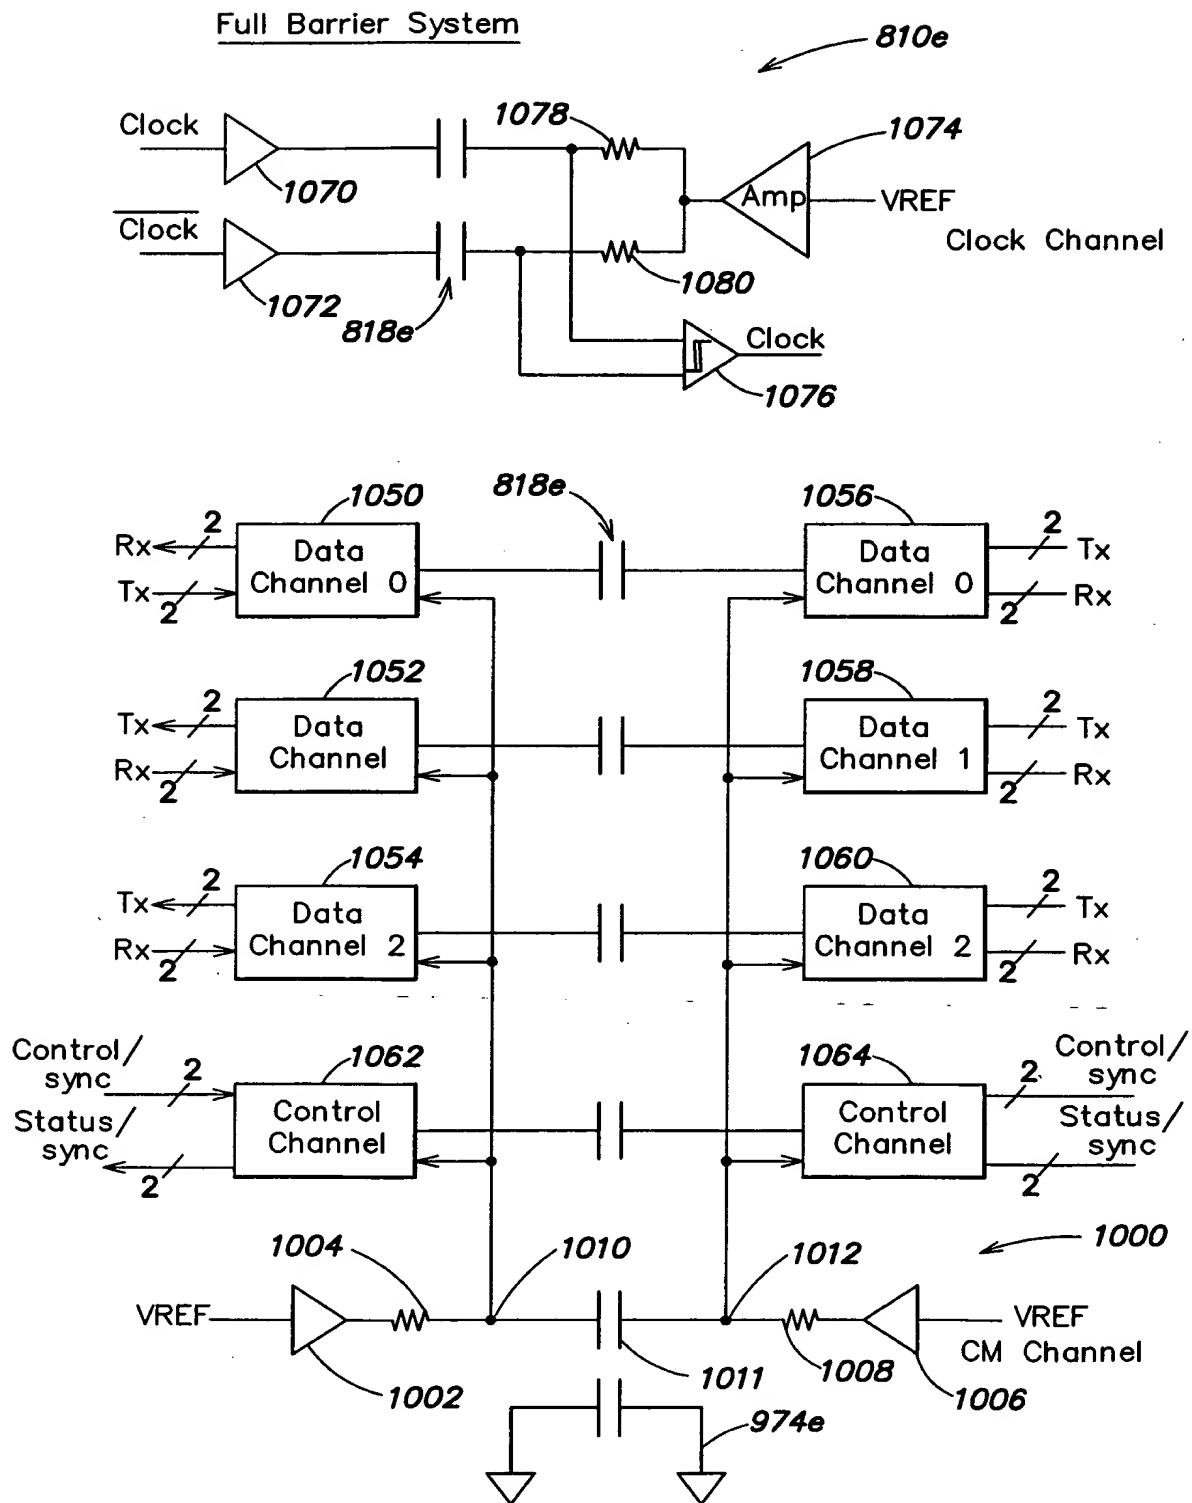 Full Barrier System
810e
Clock
1070
1078
1074
Amp
VREF
Clock Channel
Clock
1072
818e
1080
Clock
1076
818e
1050
Rx
2
Tx
2
Data
Channel 0
1056
Data
Channel 0
2
Tx
2
Rx
1052
Tx
2
Rx
2
Data
Channel
1058
Data
Channel 1
2
Tx
2
Rx
1054
Tx
2
Rx
2
Data
Channel 2
1060
Data
Channel 2
2
Tx
2
Rx
Control/
sync
2
Status/
sync
2
1062
Control
Channel
1064
Control
Channel
2
Control/
sync
Status/
sync
2
1000
VREF
1002
1004
1010
1011
1012
1008
1006
VREF
CM Channel
974e